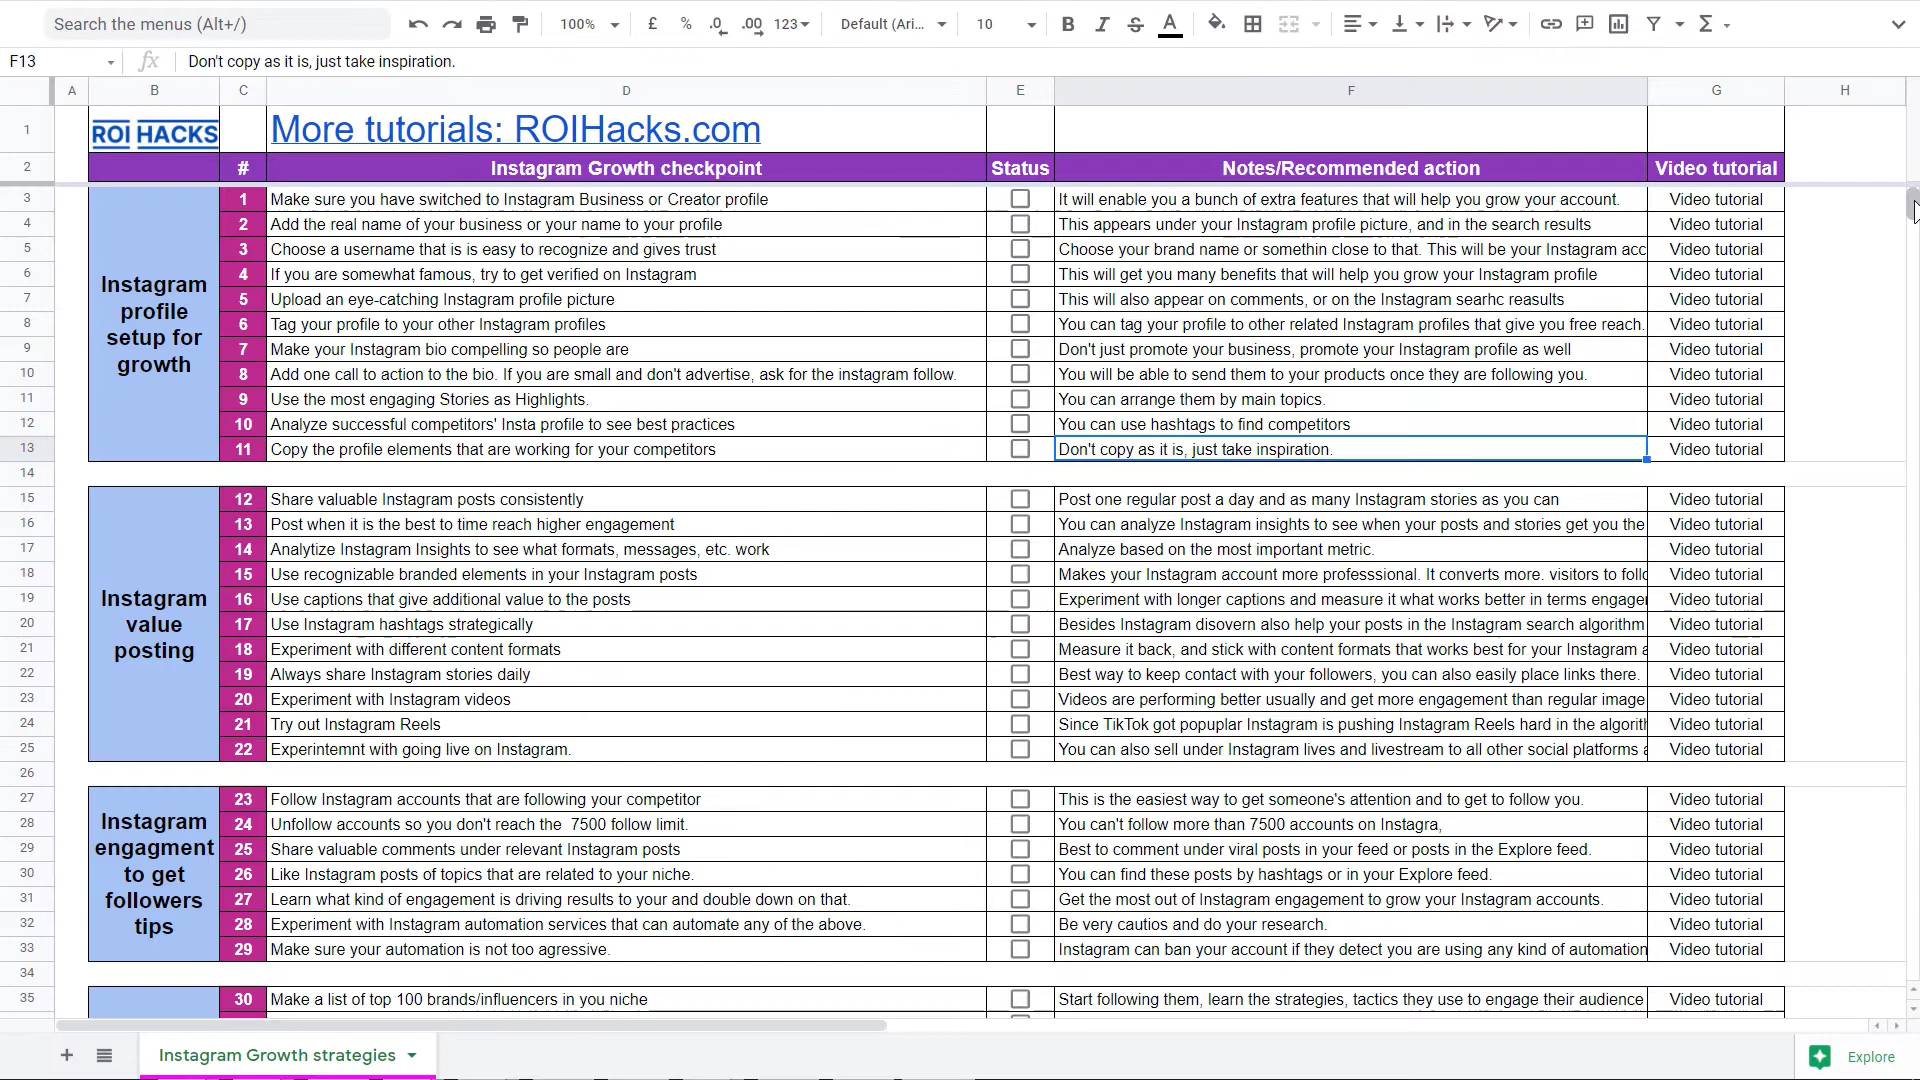 Search the menus (Alt+/)
100%
£
%
.0
.00
123
Default (Ari...
10
B
I
S
A
Σ
F13
fx
Don't copy as it is, just take inspiration.
A B C D E F G H
1 ROI HACKS More tutorials: ROIHacks.com
2 # Instagram Growth checkpoint Status Notes/Recommended action Video tutorial
Instagram
profile
setup for
growth
3 1 Make sure you have switched to Instagram Business or Creator profile It will enable you a bunch of extra features that will help you grow your account. Video tutorial
4 2 Add the real name of your business or your name to your profile This appears under your Instagram profile picture, and in the search results Video tutorial
5 3 Choose a username that is is easy to recognize and gives trust Choose your brand name or somethin close to that. This will be your Instagram acc Video tutorial
6 4 If you are somewhat famous, try to get verified on Instagram This will get you many benefits that will help you grow your Instagram profile Video tutorial
7 5 Upload an eye-catching Instagram profile picture This will also appear on comments, or on the Instagram searhc reasults Video tutorial
8 6 Tag your profile to your other Instagram profiles You can tag your profile to other related Instagram profiles that give you free reach. Video tutorial
9 7 Make your Instagram bio compelling so people are Don't just promote your business, promote your Instagram profile as well Video tutorial
10 8 Add one call to action to the bio. If you are small and don't advertise, ask for the instagram follow. You will be able to send them to your products once they are following you. Video tutorial
11 9 Use the most engaging Stories as Highlights. You can arrange them by main topics. Video tutorial
12 10 Analyze successful competitors' Insta profile to see best practices You can use hashtags to find competitors Video tutorial
13 11 Copy the profile elements that are working for your competitors Don't copy as it is, just take inspiration. Video tutorial
14
Instagram
value
posting
15 12 Share valuable Instagram posts consistently Post one regular post a day and as many Instagram stories as you can Video tutorial
16 13 Post when it is the best to time reach higher engagement You can analyze Instagram insights to see when your posts and stories get you the Video tutorial
17 14 Analytize Instagram Insights to see what formats, messages, etc. work Analyze based on the most important metric. Video tutorial
18 15 Use recognizable branded elements in your Instagram posts Makes your Instagram account more professsional. It converts more. visitors to follo Video tutorial
19 16 Use captions that give additional value to the posts Experiment with longer captions and measure it what works better in terms engage Video tutorial
20 17 Use Instagram hashtags strategically Besides Instagram disovern also help your posts in the Instagram search algorithm Video tutorial
21 18 Experiment with different content formats Measure it back, and stick with content formats that works best for your Instagram a Video tutorial
22 19 Always share Instagram stories daily Best way to keep contact with your followers, you can also easily place links there. Video tutorial
23 20 Experiment with Instagram videos Videos are performing better usually and get more engagement than regular image Video tutorial
24 21 Try out Instagram Reels Since TikTok got popuplar Instagram is pushing Instagram Reels hard in the algorith Video tutorial
25 22 Experintemnt with going live on Instagram. You can also sell under Instagram lives and livestream to all other social platforms a Video tutorial
26
Instagram
engagment
to get
followers
tips
27 23 Follow Instagram accounts that are following your competitor This is the easiest way to get someone's attention and to get to follow you. Video tutorial
28 24 Unfollow accounts so you don't reach the 7500 follow limit. You can't follow more than 7500 accounts on Instagra, Video tutorial
29 25 Share valuable comments under relevant Instagram posts Best to comment under viral posts in your feed or posts in the Explore feed. Video tutorial
30 26 Like Instagram posts of topics that are related to your niche. You can find these posts by hashtags or in your Explore feed. Video tutorial
31 27 Learn what kind of engagement is driving results to your and double down on that. Get the most out of Instagram engagement to grow your Instagram accounts. Video tutorial
32 28 Experiment with Instagram automation services that can automate any of the above. Be very cautios and do your research. Video tutorial
33 29 Make sure your automation is not too agressive. Instagram can ban your account if they detect you are using any kind of automation Video tutorial
34
35 30 Make a list of top 100 brands/influencers in you niche Start following them, learn the strategies, tactics they use to engage their audience Video tutorial
Instagram Growth strategies
Explore